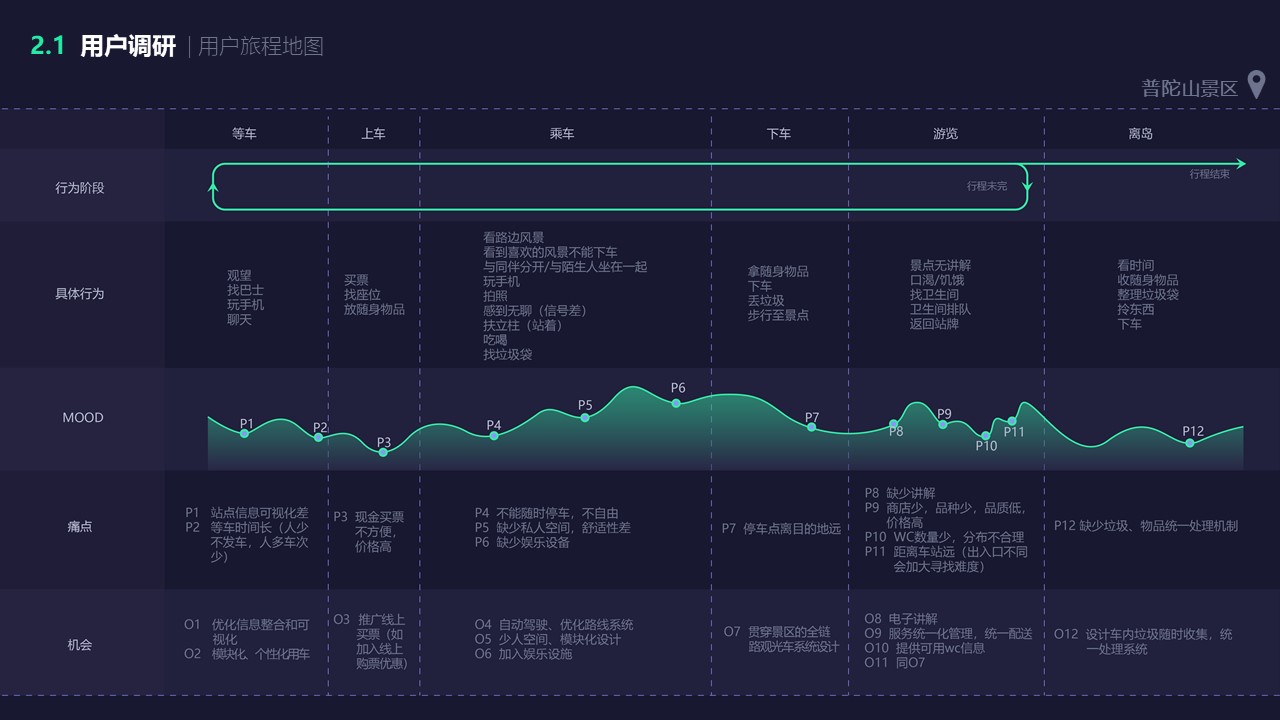 2.1 用户调研 | 用户旅程地图
普陀山景区
等车 上车 乘车 下车 游览 离岛
行为阶段
行程未完
行程结束
具体行为
观望
找巴士
玩手机
聊天
买票
找座位
放随身物品
看路边风景
看到喜欢的风景不能下车
与同伴分开/与陌生人坐在一起
玩手机
拍照
感到无聊（信号差）
扶立柱（站着）
吃喝
找垃圾袋
拿随身物品
下车
丢垃圾
步行至景点
景点无讲解
口渴/饥饿
找卫生间
卫生间排队
返回站牌
看时间
收随身物品
整理垃圾袋
拎东西
下车
MOOD
P1
P2
P3
P4
P5
P6
P7
P8
P9
P10
P11
P12
痛点
P1 站点信息可视化差
P2 等车时间长（人少
不发车，人多车次
少）
P3 现金买票
不方便，
价格高
P4 不能随时停车，不自由
P5 缺少私人空间，舒适性差
P6 缺少娱乐设备
P7 停车点离目的地远
P8 缺少讲解
P9 商店少，品种少，品质低，
价格高
P10 WC数量少，分布不合理
P11 距离车站远（出入口不同
会加大寻找难度）
P12 缺少垃圾、物品统一处理机制
机会
O1 优化信息整合和可
视化
O2 模块化、个性化用车
O3 推广线上
买票（如
加入线上
购票优惠）
O4 自动驾驶、优化路线系统
O5 少人空间、模块化设计
O6 加入娱乐设施
O7 贯穿景区的全链
路观光车系统设计
O8 电子讲解
O9 服务统一化管理，统一配送
O10 提供可用wc信息
O11 同O7
O12 设计车内垃圾随时收集，统
一处理系统